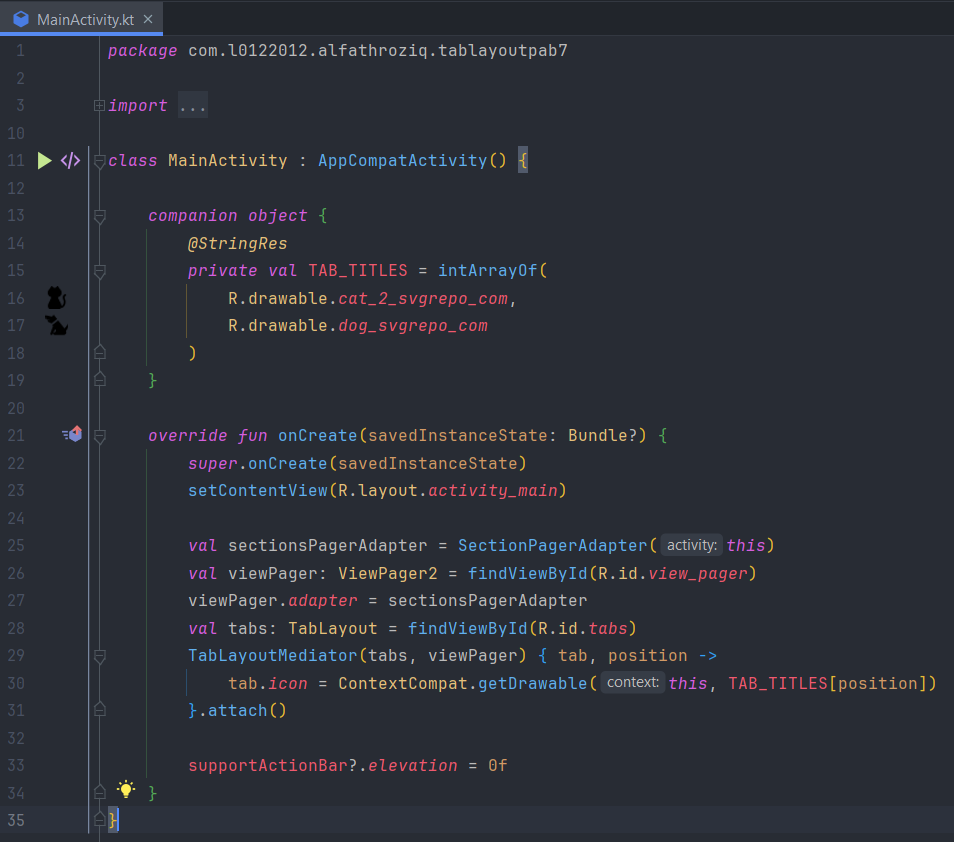 MainActivity.kt ×
1 package com.l0122012.alfathroziq.tablayoutpab7
2
3 import ...
10
11 class MainActivity : AppCompatActivity() {
12
13     companion object {
14         @StringRes
15         private val TAB_TITLES = intArrayOf(
16             R.drawable.cat_2_svgrepo_com,
17             R.drawable.dog_svgrepo_com
18         )
19     }
20
21     override fun onCreate(savedInstanceState: Bundle?) {
22         super.onCreate(savedInstanceState)
23         setContentView(R.layout.activity_main)
24
25         val sectionsPagerAdapter = SectionPagerAdapter( activity: this)
26         val viewPager: ViewPager2 = findViewById(R.id.view_pager)
27         viewPager.adapter = sectionsPagerAdapter
28         val tabs: TabLayout = findViewById(R.id.tabs)
29         TabLayoutMediator(tabs, viewPager) { tab, position ->
30             tab.icon = ContextCompat.getDrawable( context: this, TAB_TITLES[position])
31         }.attach()
32
33         supportActionBar?.elevation = 0f
34     }
35 }